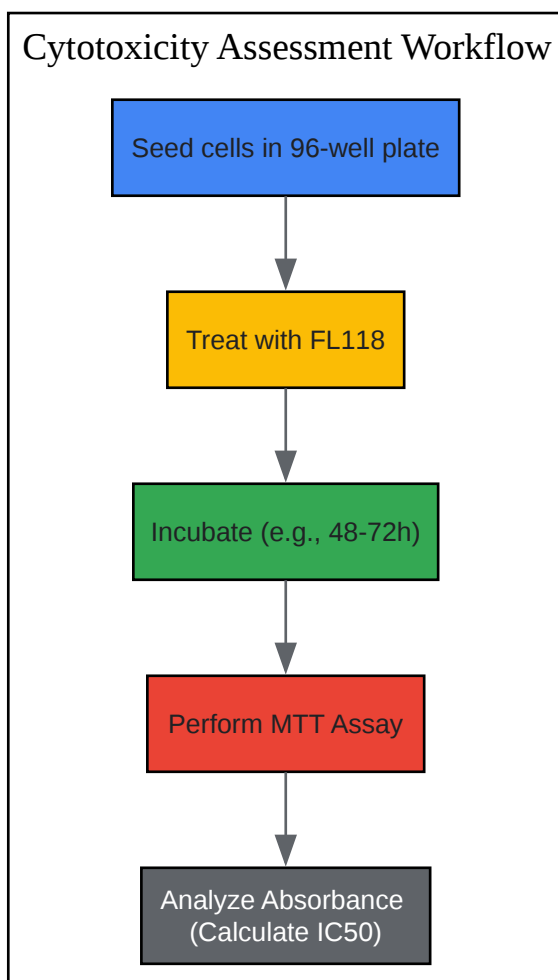 Cytotoxicity Assessment Workflow
Seed cells in 96-well plate
Treat with FL118
Incubate (e.g., 48-72h)
Perform MTT Assay
Analyze Absorbance
(Calculate IC50)